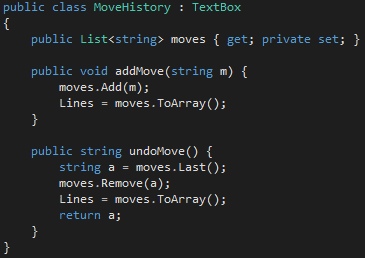 public class MoveHistory : TextBox
{
    public List<string> moves { get; private set; }
    public void addMove(string m) {
        moves.Add(m);
        Lines = moves.ToArray();
    }
    public string undoMove() {
        string a = moves.Last();
        moves.Remove(a);
        Lines = moves.ToArray();
        return a;
    }
}